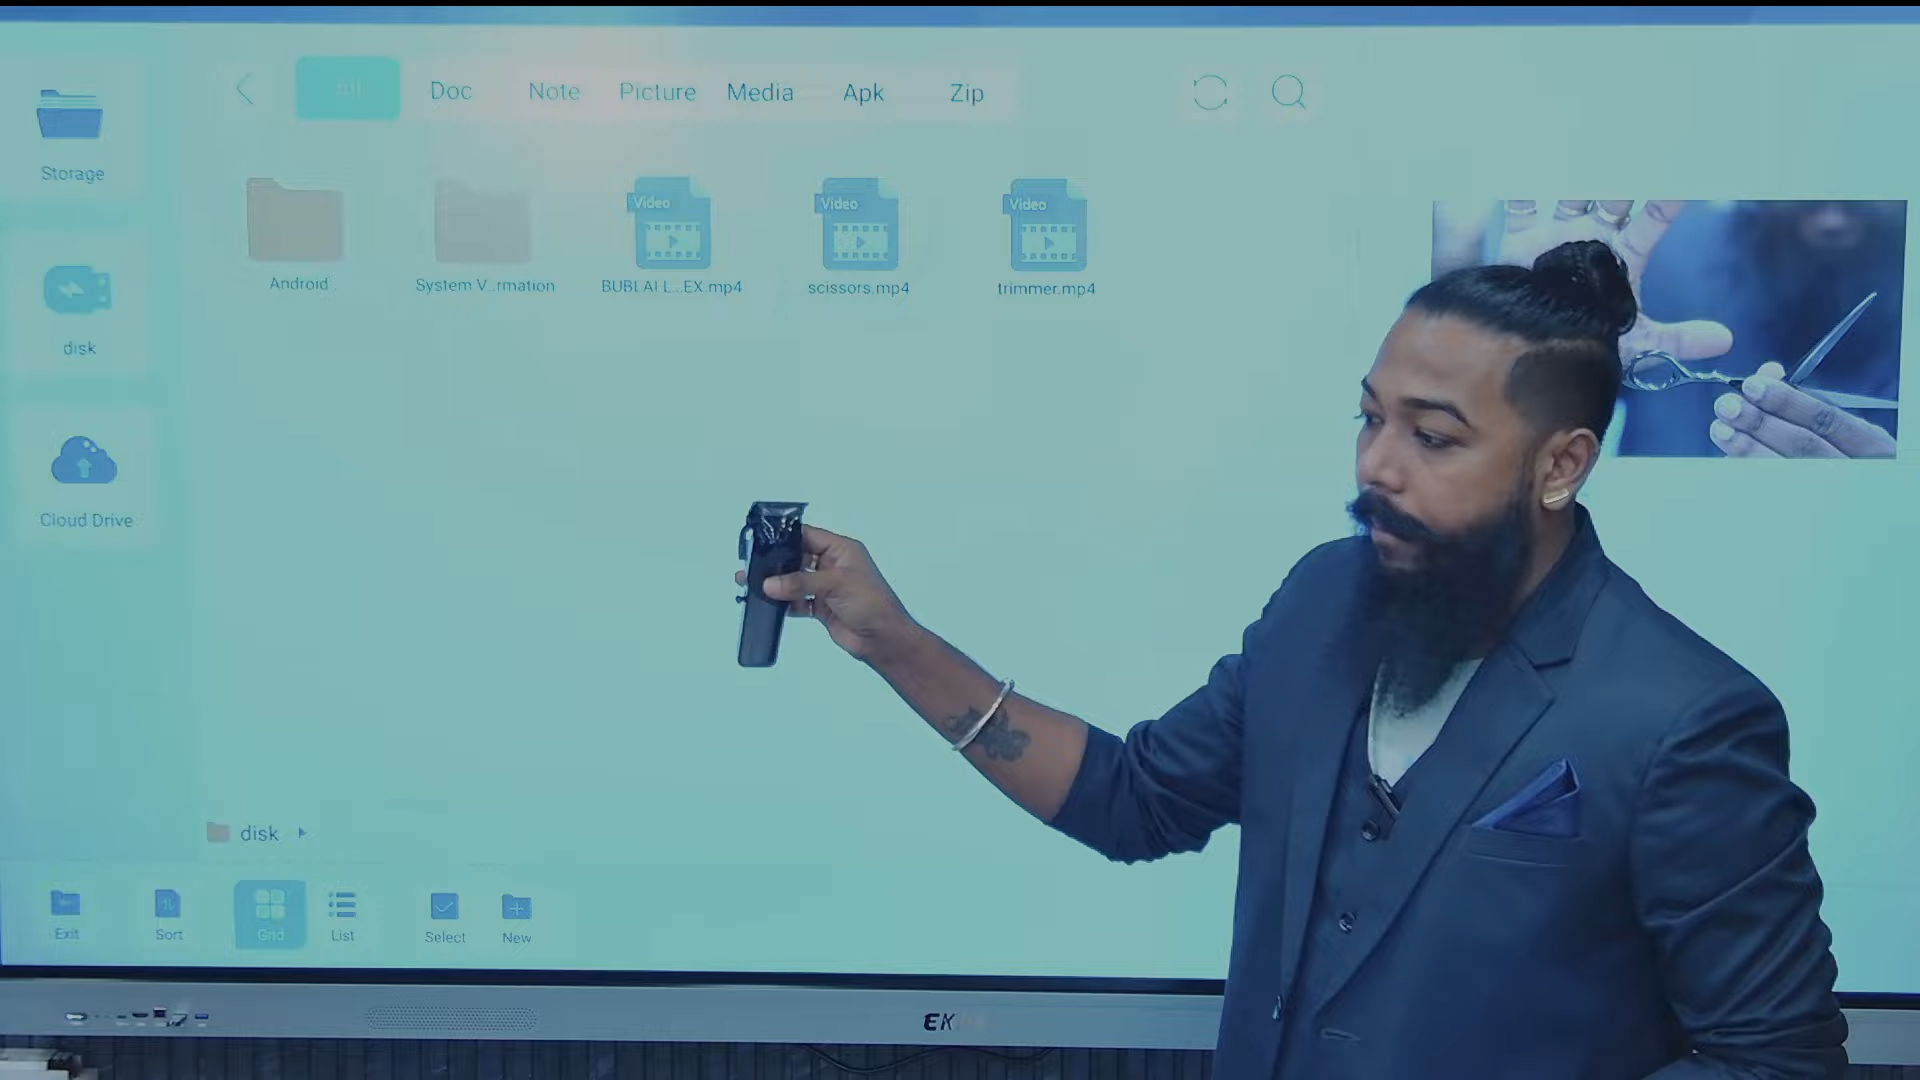 All
Doc
Note
Picture
Media
Apk
Zip
Storage
disk
Cloud Drive
Android
System V...rmation
Video
BUBLAI L...EX.mp4
Video
scissors.mp4
Video
trimmer.mp4
disk
Exit
Sort
Grid
List
Select
New